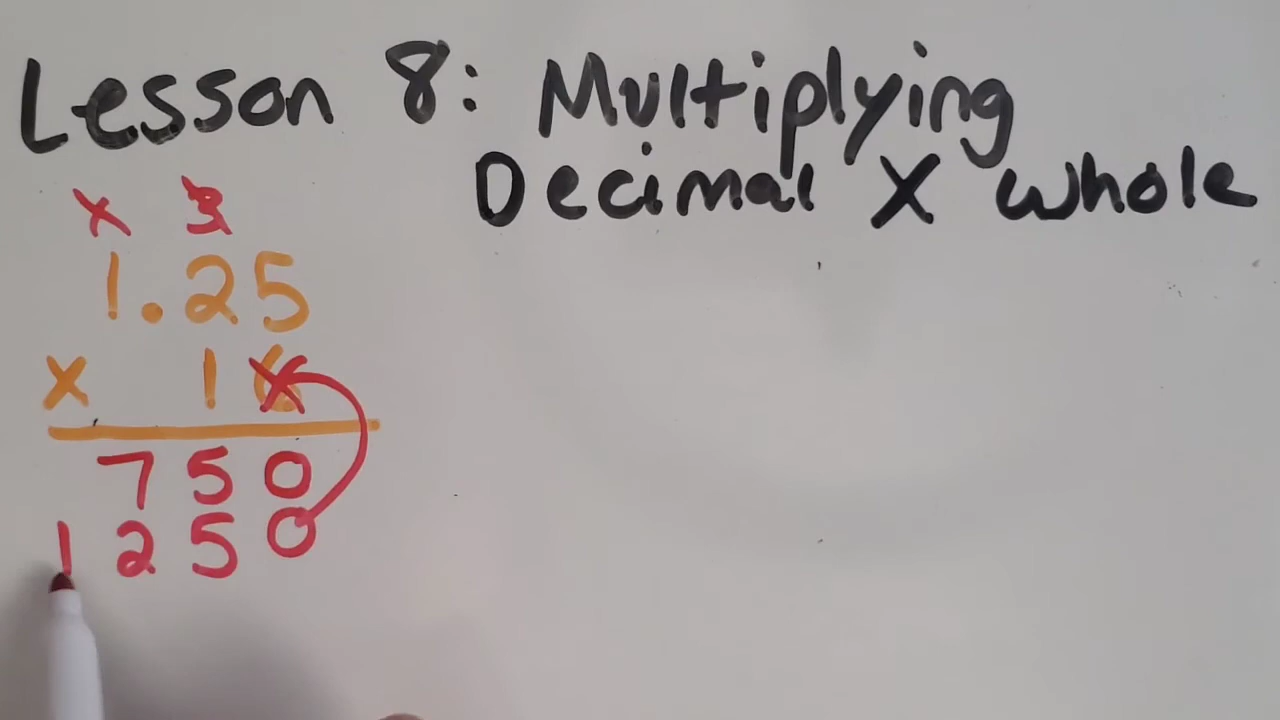 Lesson 8: Multiplying
Decimal X whole
x 3
1.25
x 16
750
1250